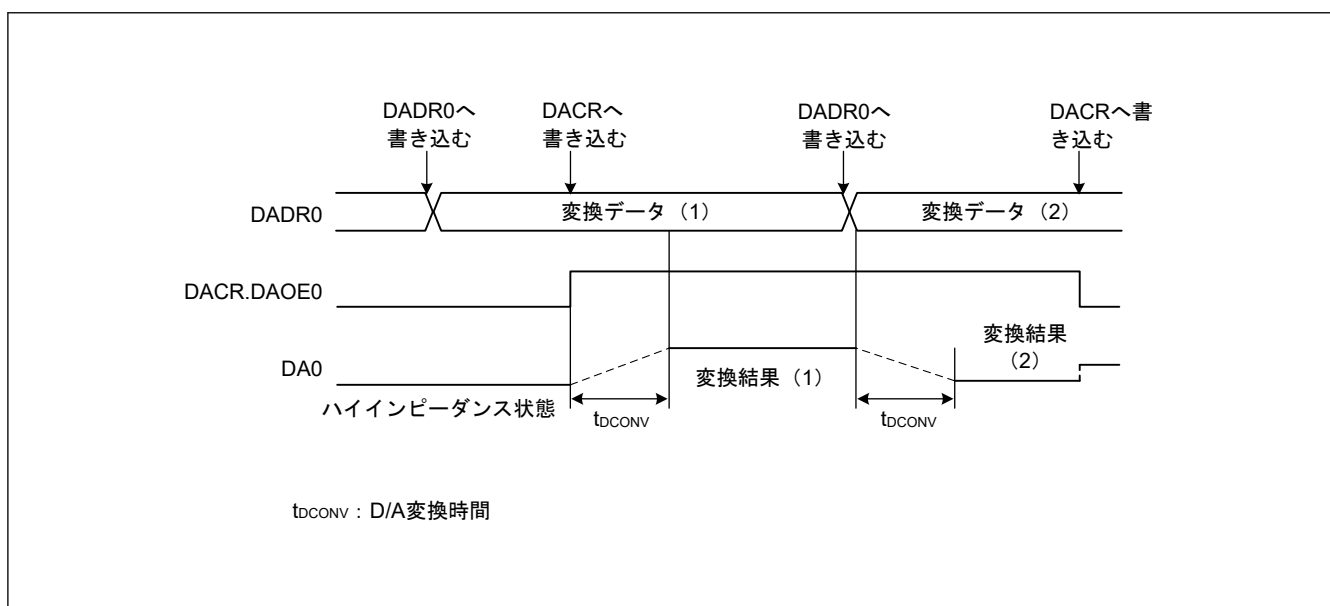 DADR0へ
書き込む
DACRへ
書き込む
DADR0へ
書き込む
DACRへ書
き込む
DADR0
変換データ（1）
変換データ（2）
DACR.DAOE0
DA0
ハイインピーダンス状態
変換結果（1）
変換結果
（2）
tDCONV
tDCONV
tDCONV：D/A変換時間